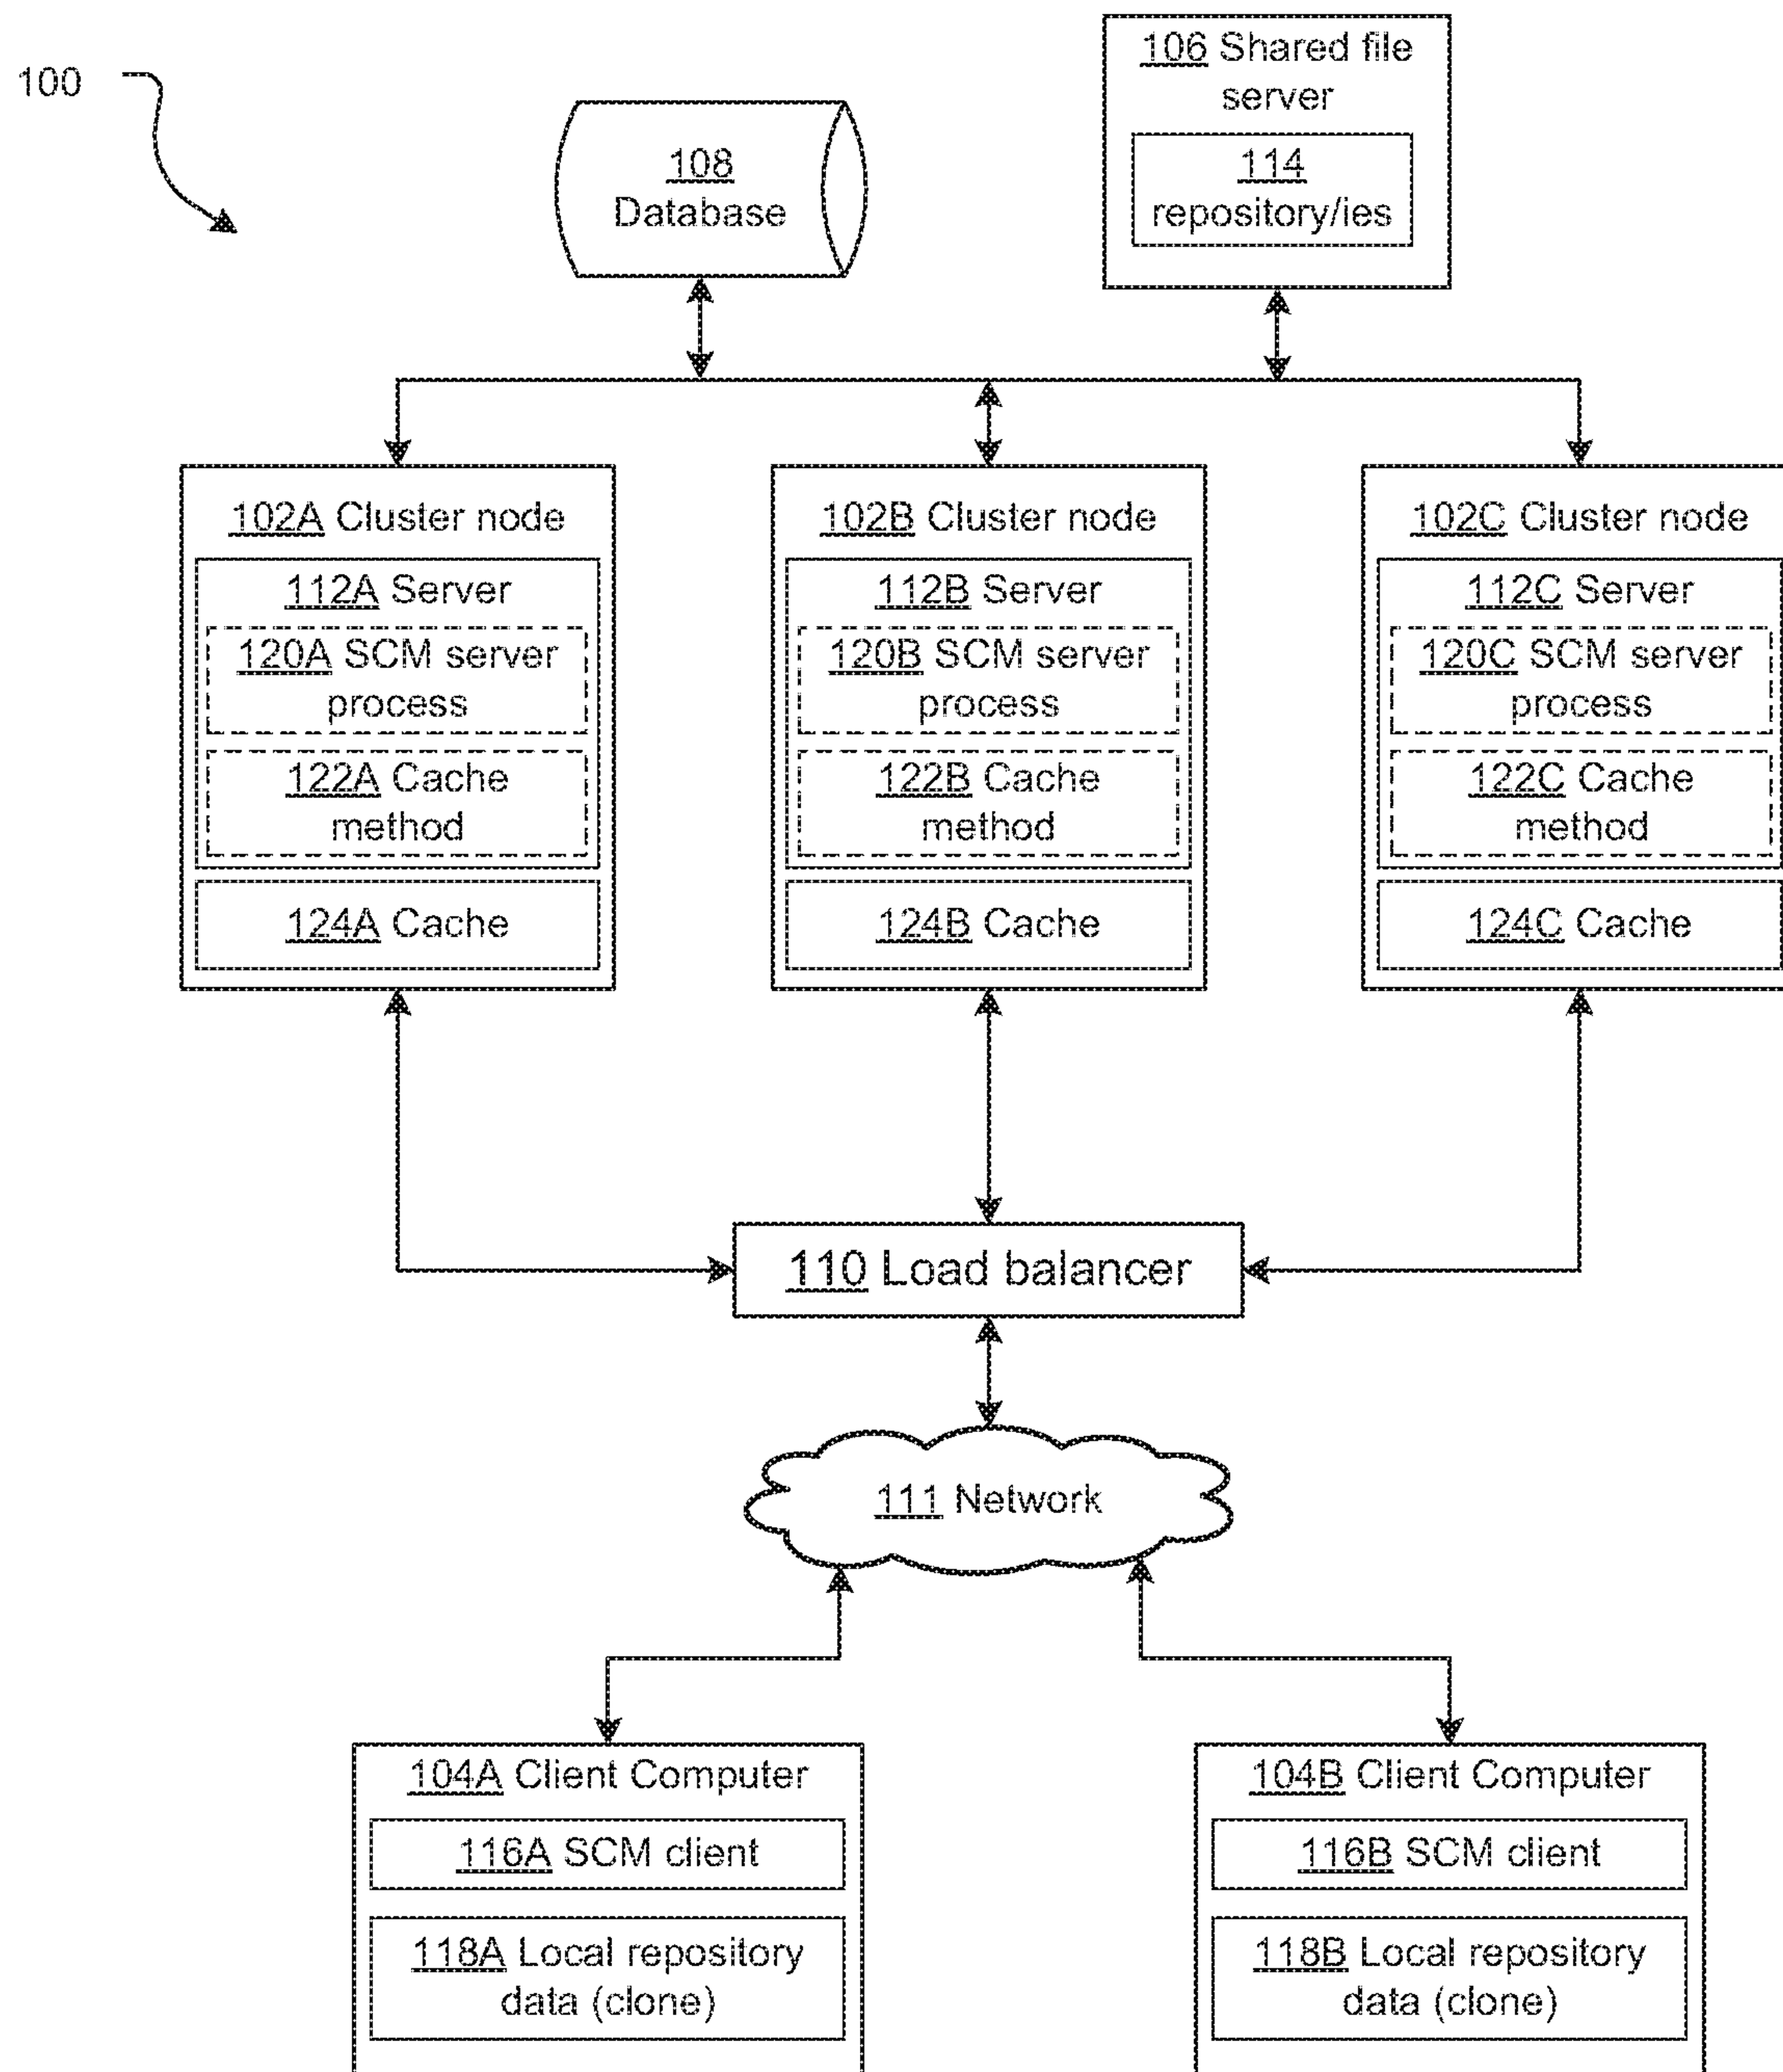 100
106 Shared file
server
114
repository/ies
108
Database
102A Cluster node
112A Server
120A SCM server
process
122A Cache
method
124A Cache
102B Cluster node
112B Server
120B SCM server
process
122B Cache
method
124B Cache
102C Cluster node
112C Server
120C SCM server
process
122C Cache
method
124C Cache
110 Load balancer
111 Network
104A Client Computer
116A SCM client
118A Local repository
data (clone)
104B Client Computer
116B SCM client
118B Local repository
data (clone)